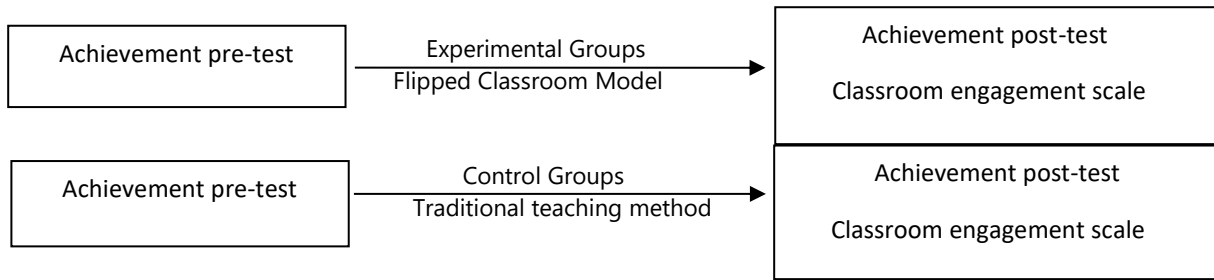 Achievement pre-test
Experimental Groups
Flipped Classroom Model
Achievement post-test
Classroom engagement scale
Achievement pre-test
Control Groups
Traditional teaching method
Achievement post-test
Classroom engagement scale